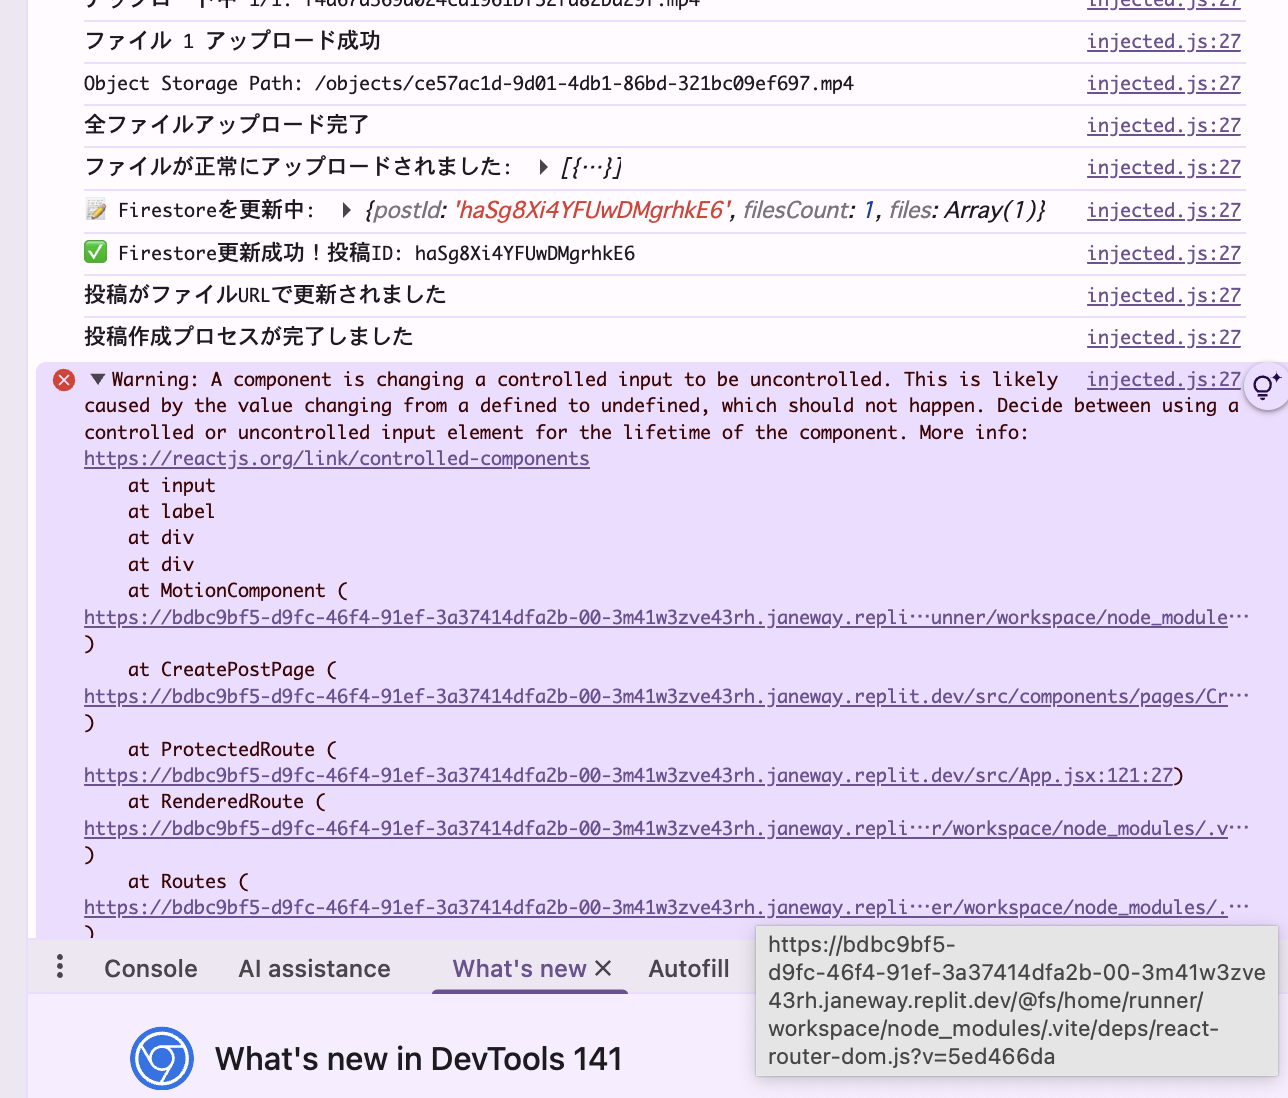 アップロード中 1/1: f4a67a569a024cd1961bf52fd82bd29f.mp4 injected.js:27
ファイル 1 アップロード成功 injected.js:27
Object Storage Path: /objects/ce57ac1d-9d01-4db1-86bd-321bc09ef697.mp4 injected.js:27
全ファイルアップロード完了 injected.js:27
ファイルが正常にアップロードされました: ▶ [{…}] injected.js:27
📝 Firestoreを更新中: ▶ {postId: 'haSg8Xi4YFUwDMgrhkE6', filesCount: 1, files: Array(1)} injected.js:27
✅ Firestore更新成功！投稿ID: haSg8Xi4YFUwDMgrhkE6 injected.js:27
投稿がファイルURLで更新されました injected.js:27
投稿作成プロセスが完了しました injected.js:27
▼Warning: A component is changing a controlled input to be uncontrolled. This is likely injected.js:27
caused by the value changing from a defined to undefined, which should not happen. Decide between using a
controlled or uncontrolled input element for the lifetime of the component. More info:
https://reactjs.org/link/controlled-components
at input
at label
at div
at div
at MotionComponent (
https://bdbc9bf5-d9fc-46f4-91ef-3a37414dfa2b-00-3m41w3zve43rh.janeway.repli…unner/workspace/node_module…
)
at CreatePostPage (
https://bdbc9bf5-d9fc-46f4-91ef-3a37414dfa2b-00-3m41w3zve43rh.janeway.replit.dev/src/components/pages/Cr…
)
at ProtectedRoute (
https://bdbc9bf5-d9fc-46f4-91ef-3a37414dfa2b-00-3m41w3zve43rh.janeway.replit.dev/src/App.jsx:121:27)
at RenderedRoute (
https://bdbc9bf5-d9fc-46f4-91ef-3a37414dfa2b-00-3m41w3zve43rh.janeway.repli…r/workspace/node_modules/.v…
)
at Routes (
https://bdbc9bf5-d9fc-46f4-91ef-3a37414dfa2b-00-3m41w3zve43rh.janeway.repli…er/workspace/node_modules/.…
)
Console AI assistance What's new Autofill
https://bdbc9bf5-
d9fc-46f4-91ef-3a37414dfa2b-00-3m41w3zve
43rh.janeway.replit.dev/@fs/home/runner/
workspace/node_modules/.vite/deps/react-
router-dom.js?v=5ed466da
What's new in DevTools 141